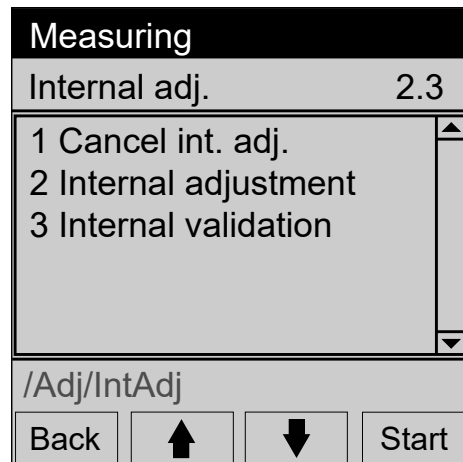 Measuring
Internal adj. 2.3
1 Cancel int. adj.
2 Internal adjustment
3 Internal validation
/Adj/IntAdj
Back Start